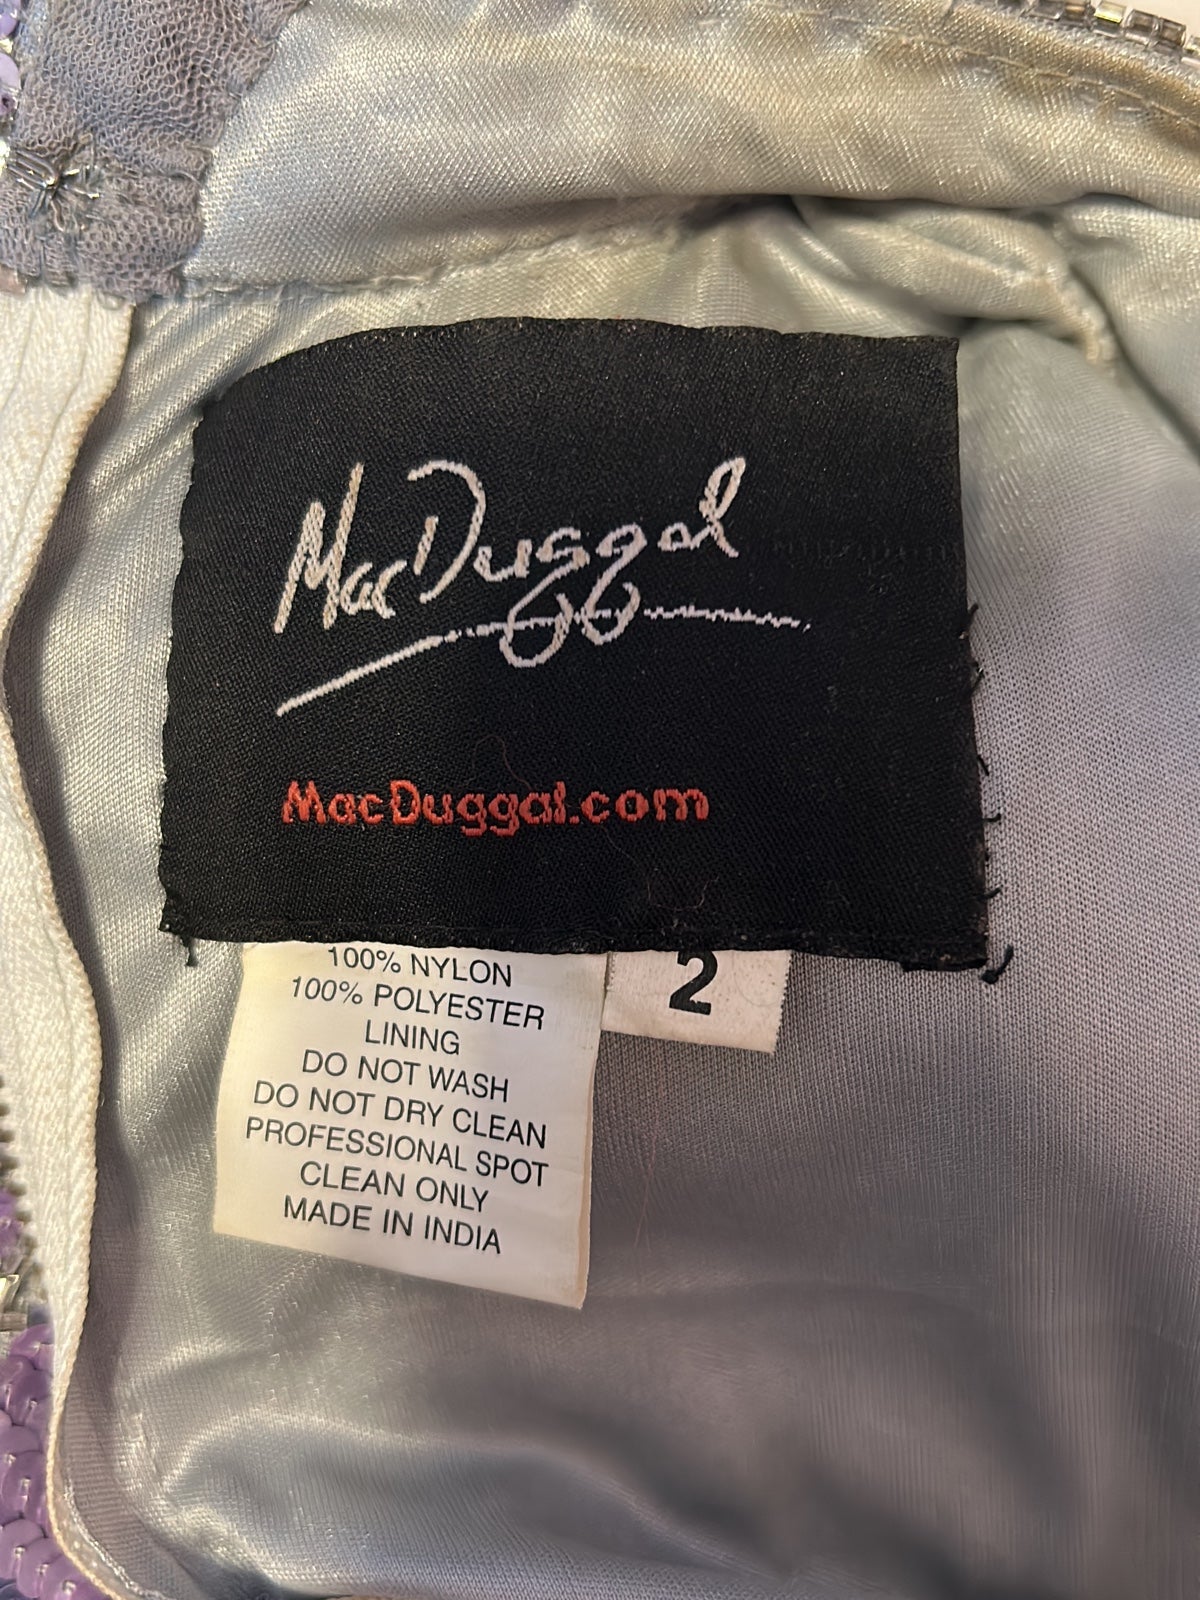 MacDuggal
MacDuggal.com
2
100% NYLON
100% POLYESTER
LINING
DO NOT WASH
DO NOT DRY CLEAN
PROFESSIONAL SPOT
CLEAN ONLY
MADE IN INDIA